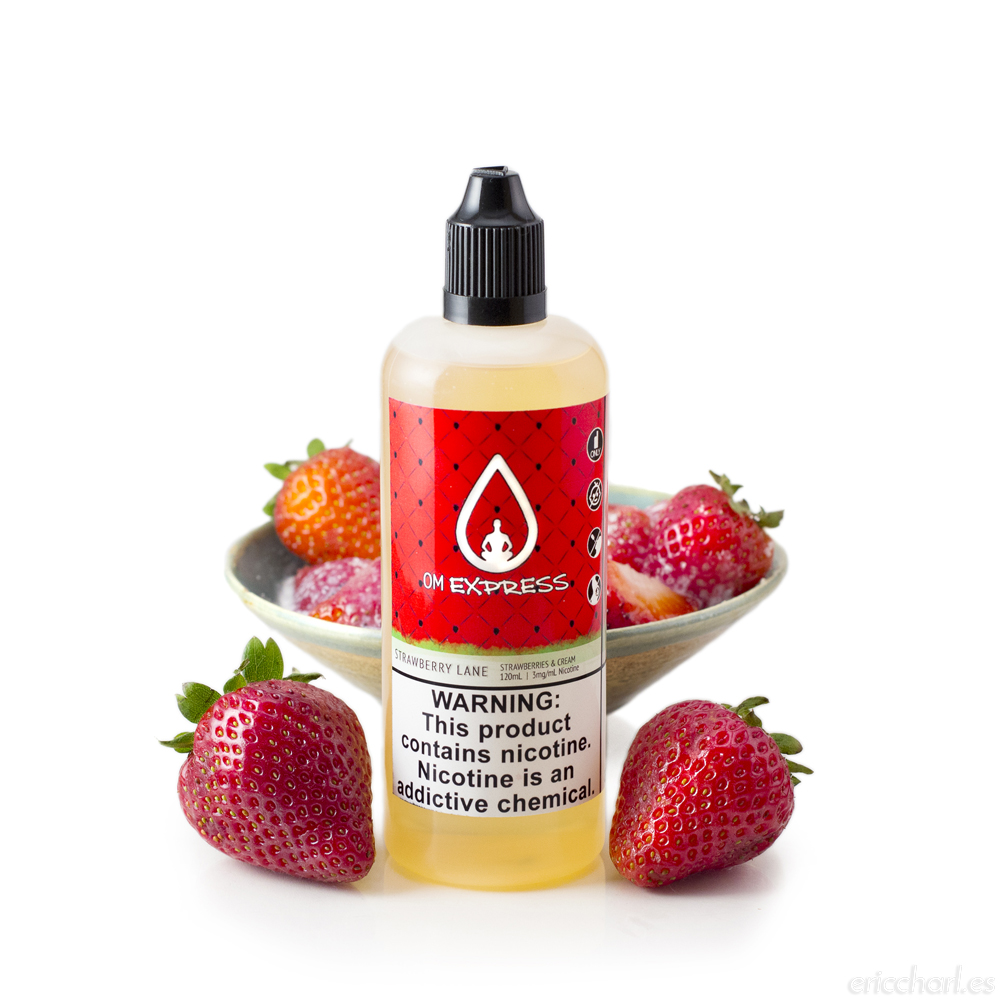 ONLY
OM EXPRESS
STRAWBERRY LANE
STRAWBERRIES & CREAM
120mL | 3mg/mL Nicotine
WARNING:
This product
contains nicotine.
Nicotine is an
addictive chemical.
ericcharl.es